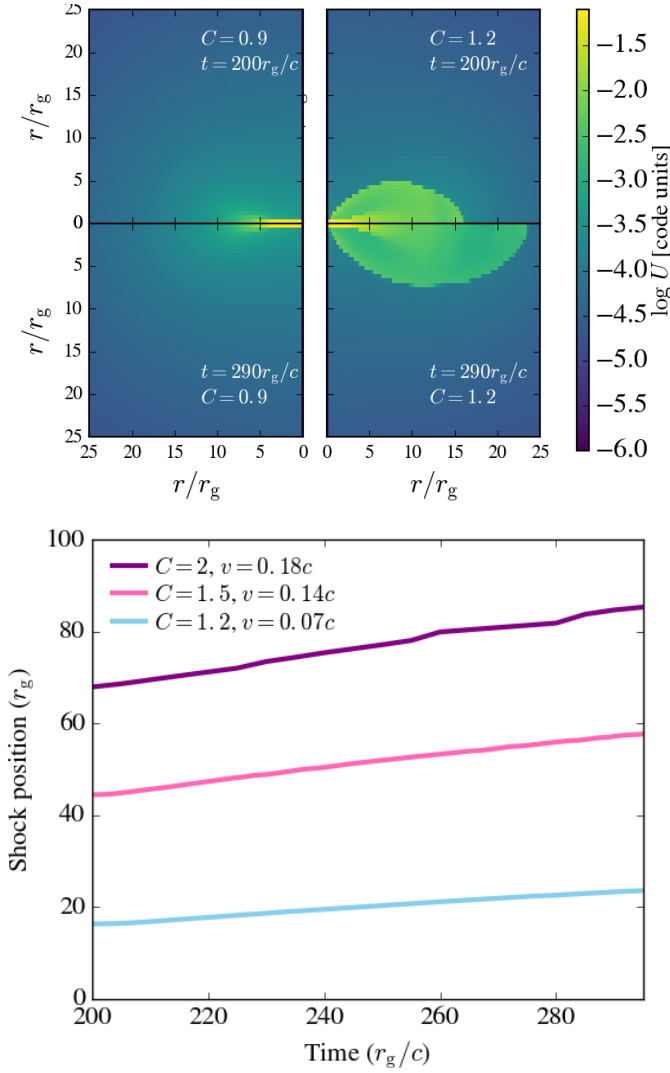 25
20
15
10
5
0
5
10
15
20
25
r/r_g
r/r_g
C = 0.9
t = 200r_g/c
C = 1.2
t = 200r_g/c
t = 290r_g/c
C = 0.9
t = 290r_g/c
C = 1.2
25 20 15 10 5 0
0 5 10 15 20 25
r/r_g
r/r_g
−1.5
−2.0
−2.5
−3.0
−3.5
−4.0
−4.5
−5.0
−5.5
−6.0
log U [code units]
100
80
60
40
20
0
Shock position (r_g)
C = 2, v = 0.18c
C = 1.5, v = 0.14c
C = 1.2, v = 0.07c
200 220 240 260 280
Time (r_g/c)